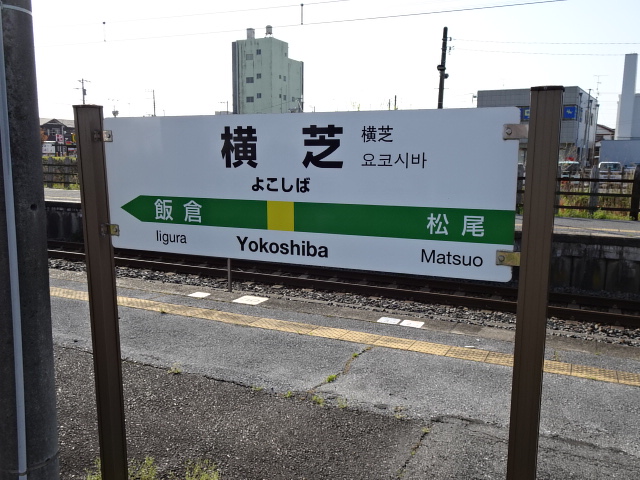 横芝
横芝
요코시바
よこしば
飯倉
松尾
Iigura
Yokoshiba
Matsuo